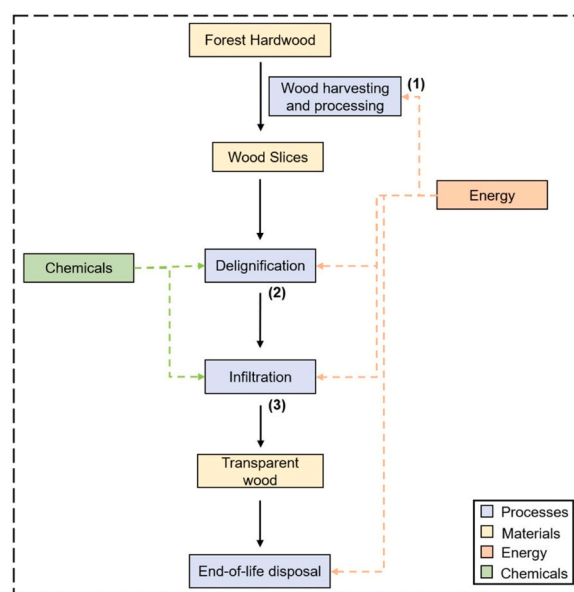 Forest Hardwood
Wood harvesting
and processing
(1)
Wood Slices
Energy
Chemicals
Delignification
(2)
Infiltration
(3)
Transparent
wood
End-of-life disposal
Processes
Materials
Energy
Chemicals